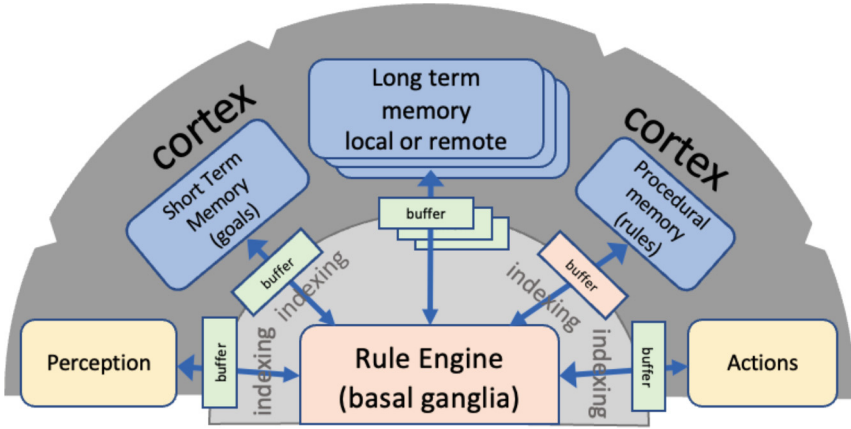 cortex
cortex
Long term
memory
local or remote
Short Term
Memory
(goals)
Procedural
memory
(rules)
buffer
buffer
buffer
indexing
indexing
Perception
buffer
indexing
Rule Engine
(basal ganglia)
indexing
buffer
Actions